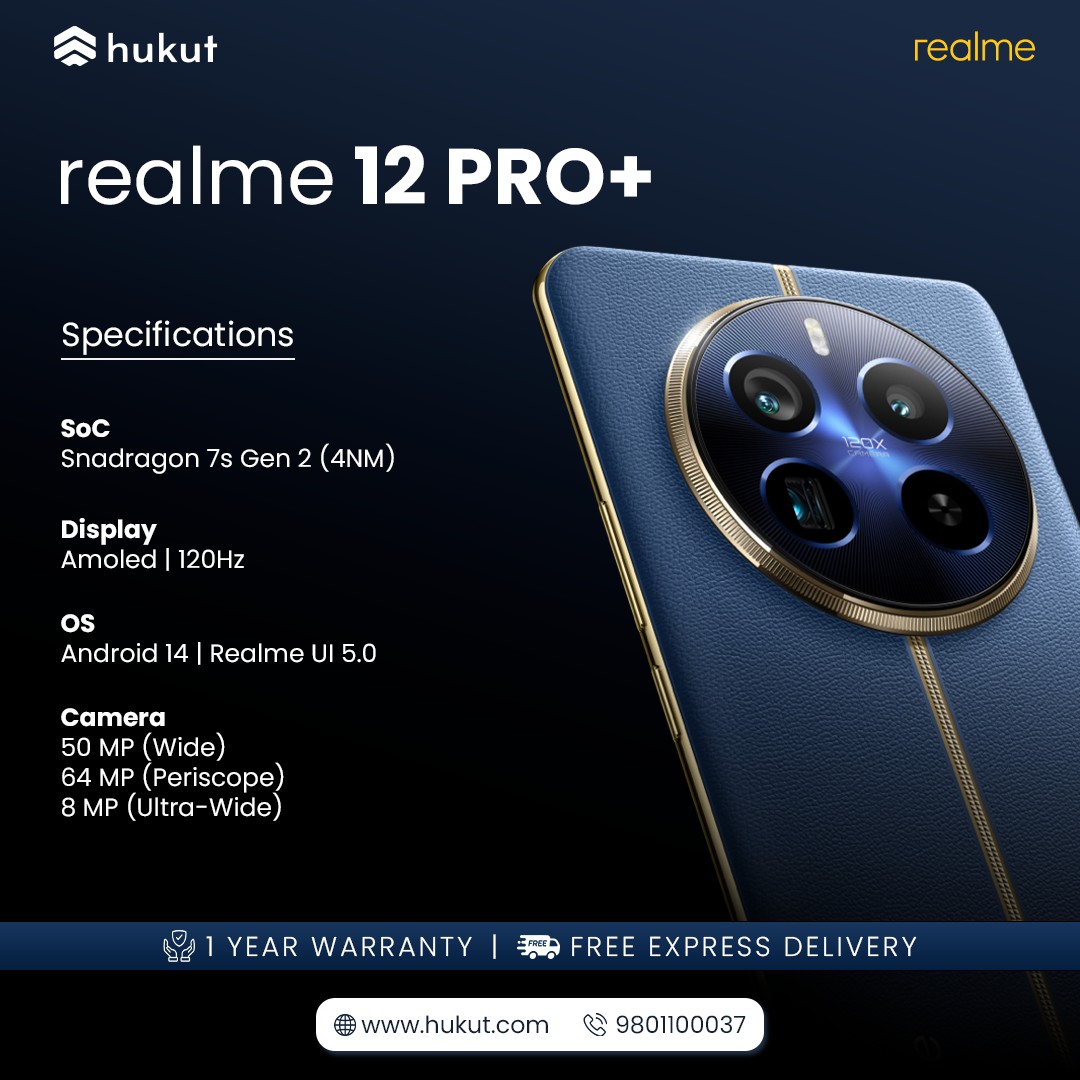 hukut
realme
realme 12 PRO+
Specifications
SoC
Snadragon 7s Gen 2 (4NM)
Display
Amoled | 120Hz
OS
Android 14 | Realme UI 5.0
Camera
50 MP (Wide)
64 MP (Periscope)
8 MP (Ultra-Wide)
120X
CAMERA
1 YEAR WARRANTY | FREE FREE EXPRESS DELIVERY
www.hukut.com 9801100037